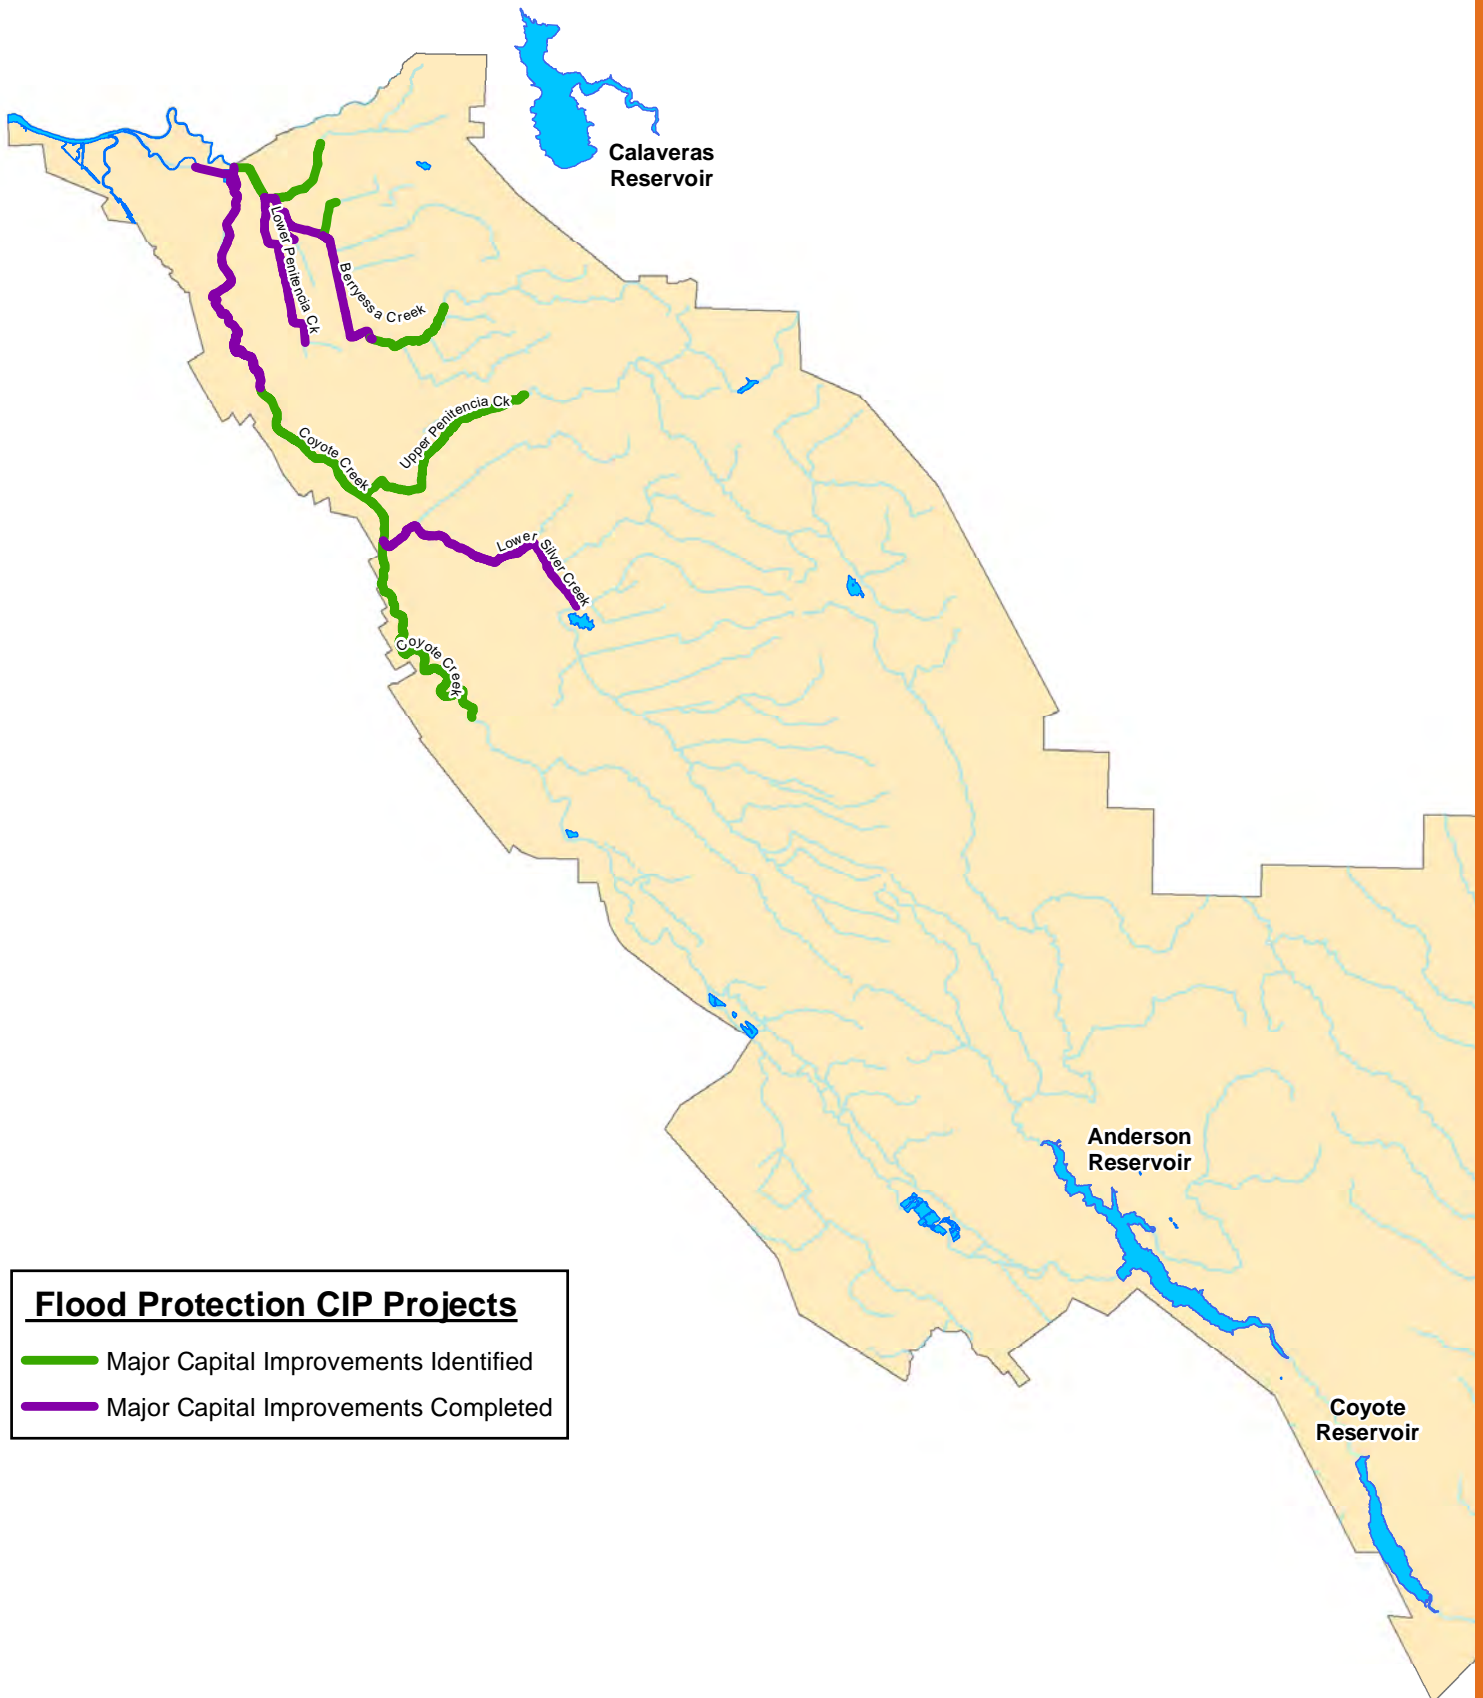 Calaveras
Reservoir
Lower Penitencia Ck
Berryessa Creek
Upper Penitencia Ck
Coyote Creek
Lower Silver Creek
Coyote Creek
Anderson
Reservoir
Coyote
Reservoir
Flood Protection CIP Projects
Major Capital Improvements Identified
Major Capital Improvements Completed